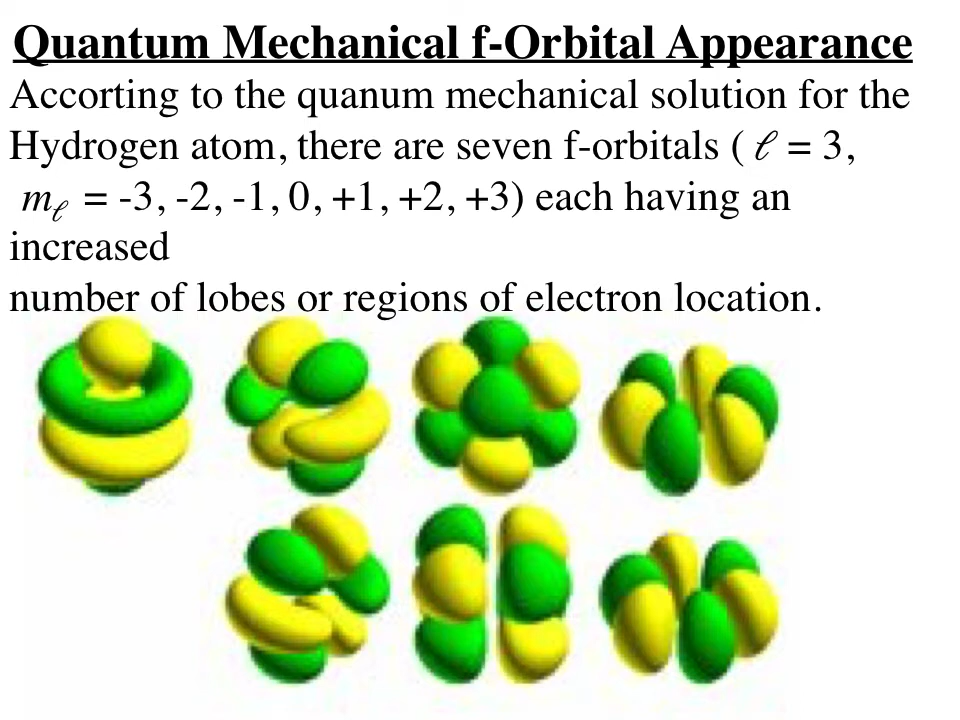 Quantum Mechanical f-Orbital Appearance
Accorting to the quanum mechanical solution for the
Hydrogen atom, there are seven f-orbitals ( ℓ = 3,
mℓ = -3, -2, -1, 0, +1, +2, +3) each having an
increased
number of lobes or regions of electron location.